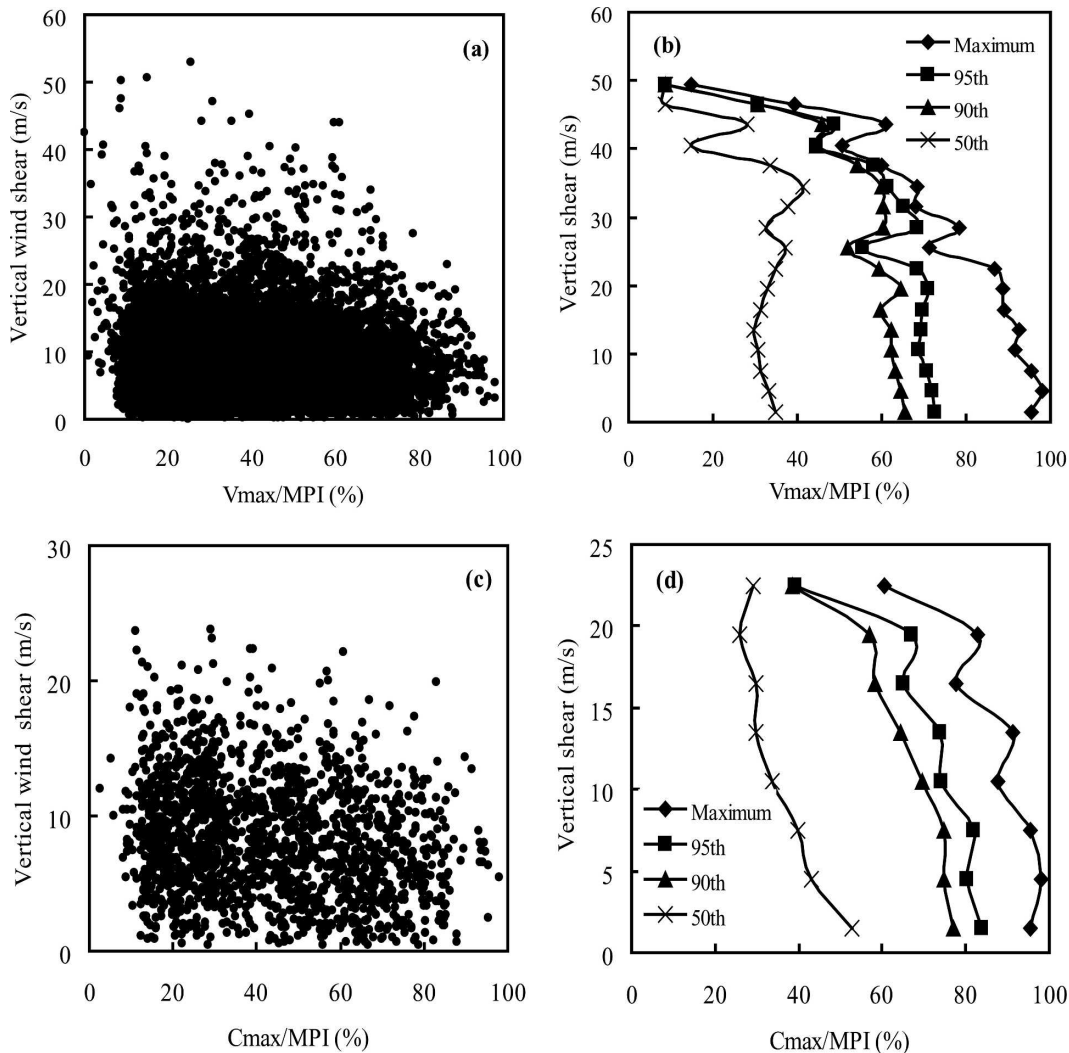 (a)
Vertical wind shear (m/s)
60
50
40
30
20
10
0
0 20 40 60 80 100
Vmax/MPI (%)
(b)
Maximum
95th
90th
50th
Vertical shear (m/s)
60
50
40
30
20
10
0
0 20 40 60 80 100
Vmax/MPI (%)
(c)
Vertical wind shear (m/s)
30
20
10
0
0 20 40 60 80 100
Cmax/MPI (%)
(d)
Vertical shear (m/s)
25
20
15
10
5
0
Maximum
95th
90th
50th
0 20 40 60 80 100
Cmax/MPI (%)